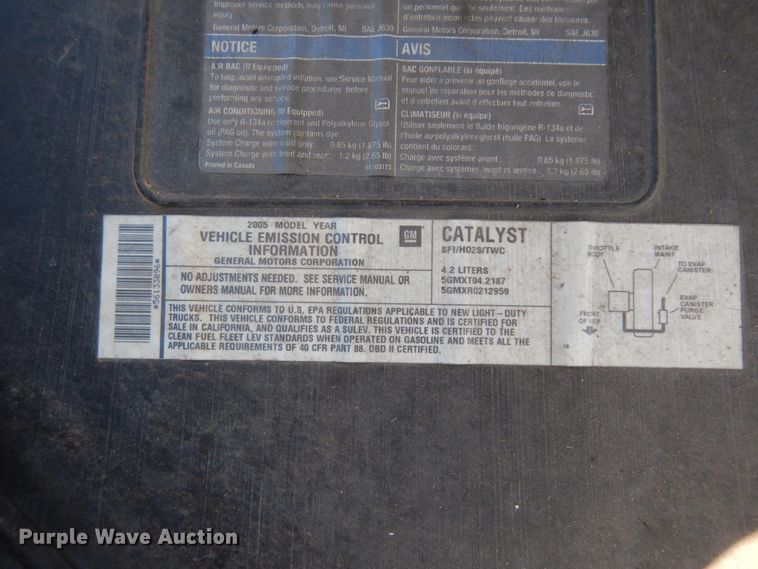 Improper service methods may cause personal
injury.
General Motors Corporation, Detroit, MI SAE J639
un personnel qualifié seulement. Des méthodes
d'entretien incorrectes peuvent causer des blessures.
General Motors Corporation, Detroit, MI SAE J639
NOTICE
AIR BAG (If Equipped)
To help avoid unwanted inflation, see Service Manual
for diagnostic and service procedures before
performing any service.
AIR CONDITIONING (If Equipped)
Use only R-134a refrigerant and Polyalkylene Glycol
oil (PAG oil). The system contains dye.
System Charge with front only: 0.85 kg (1.875 lb)
System Charge with front and rear: 1.2 kg (2.65 lb)
Printed in Canada 15103173
AVIS
SAC GONFLABLE (si équipé)
Pour aider à prévenir un gonflage accidentel, voir le
manuel de réparation pour les méthodes de diagnostic
et d'entretien avant d'effectuer tout entretien.
CLIMATISEUR (si équipé)
Utiliser seulement le fluide frigorigène R-134a et de
l'huile au polyalkylèneglycol (huile PAG). Le système
contient du colorant.
Charge avec système avant : 0.85 kg (1.875 lb)
Charge avec systèmes avant et arrière : 1.2 kg (2.65 lb)
*56133896*
2005 MODEL YEAR
VEHICLE EMISSION CONTROL
INFORMATION
GENERAL MOTORS CORPORATION
GM
NO ADJUSTMENTS NEEDED. SEE SERVICE MANUAL OR
OWNERS MANUAL FOR MORE INFORMATION.
CATALYST
SFI/HO2S/TWC
4.2 LITERS
5GMXT04.2187
5GMXR0212959
THIS VEHICLE CONFORMS TO U.S. EPA REGULATIONS APPLICABLE TO NEW LIGHT-DUTY
TRUCKS. THIS VEHICLE CONFORMS TO FEDERAL REGULATIONS AND IS CERTIFIED FOR
SALE IN CALIFORNIA, AND QUALIFIES AS A SULEV. THIS VEHICLE IS CERTIFIED TO THE
CLEAN FUEL FLEET LEV STANDARDS WHEN OPERATED ON GASOLINE AND MEETS ALL THE
APPLICABLE REQUIREMENTS OF 40 CFR PART 88. OBD II CERTIFIED.
THROTTLE
BODY
INTAKE
MANIF
TO EVAP
CANISTER
EVAP
CANISTER
PURGE
VALVE
FRONT
OF VEH
Purple Wave Auction